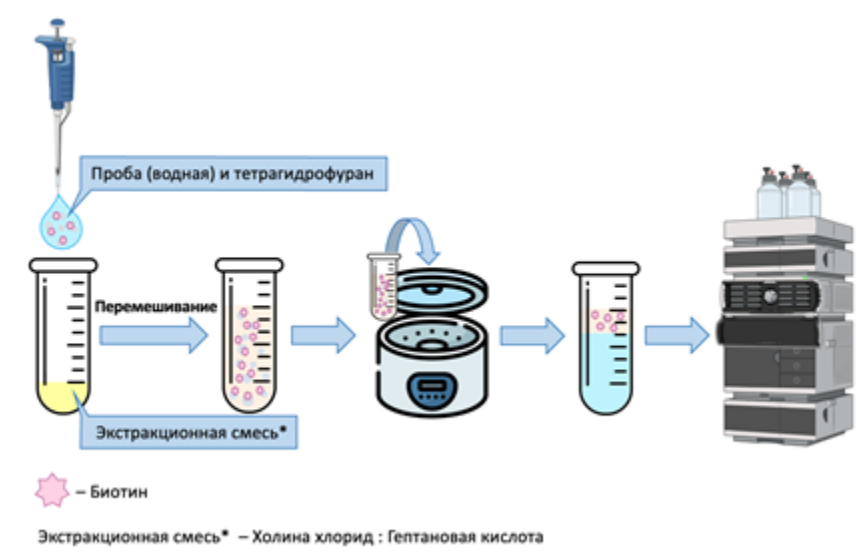 Проба (водная) и тетрагидрофуран
Перемешивание
Экстракционная смесь*
– Биотин
Экстракционная смесь* – Холина хлорид : Гептановая кислота